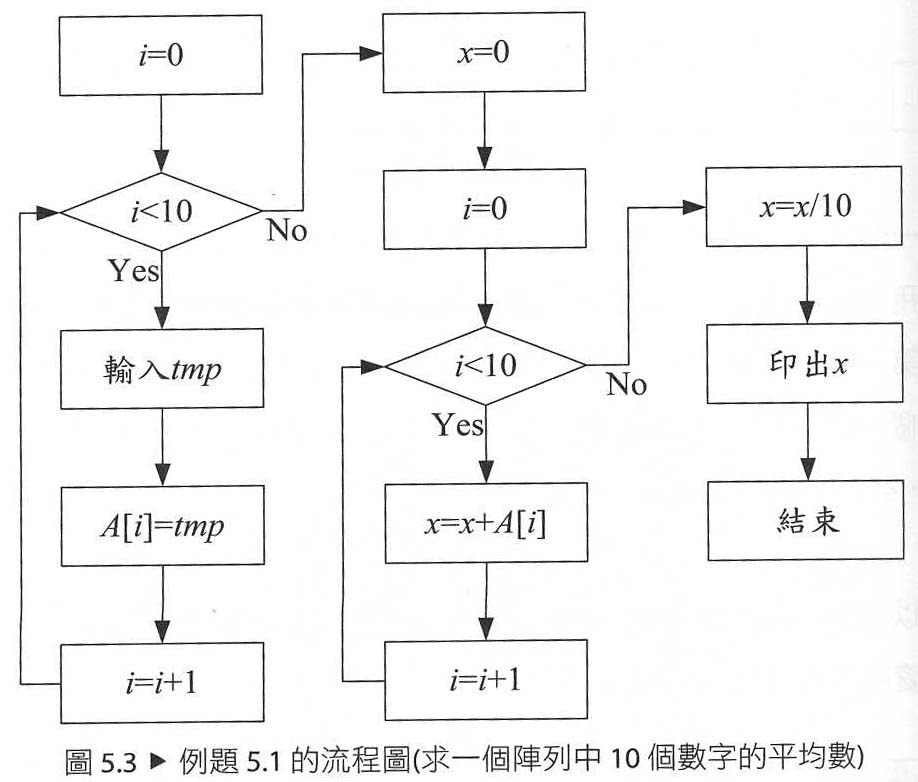 i=0
i<10
No
Yes
輸入tmp
A[i]=tmp
i=i+1
x=0
i=0
i<10
No
Yes
x=x+A[i]
i=i+1
x=x/10
印出x
結束
圖 5.3 ▶ 例題 5.1 的流程圖(求一個陣列中 10 個數字的平均數)